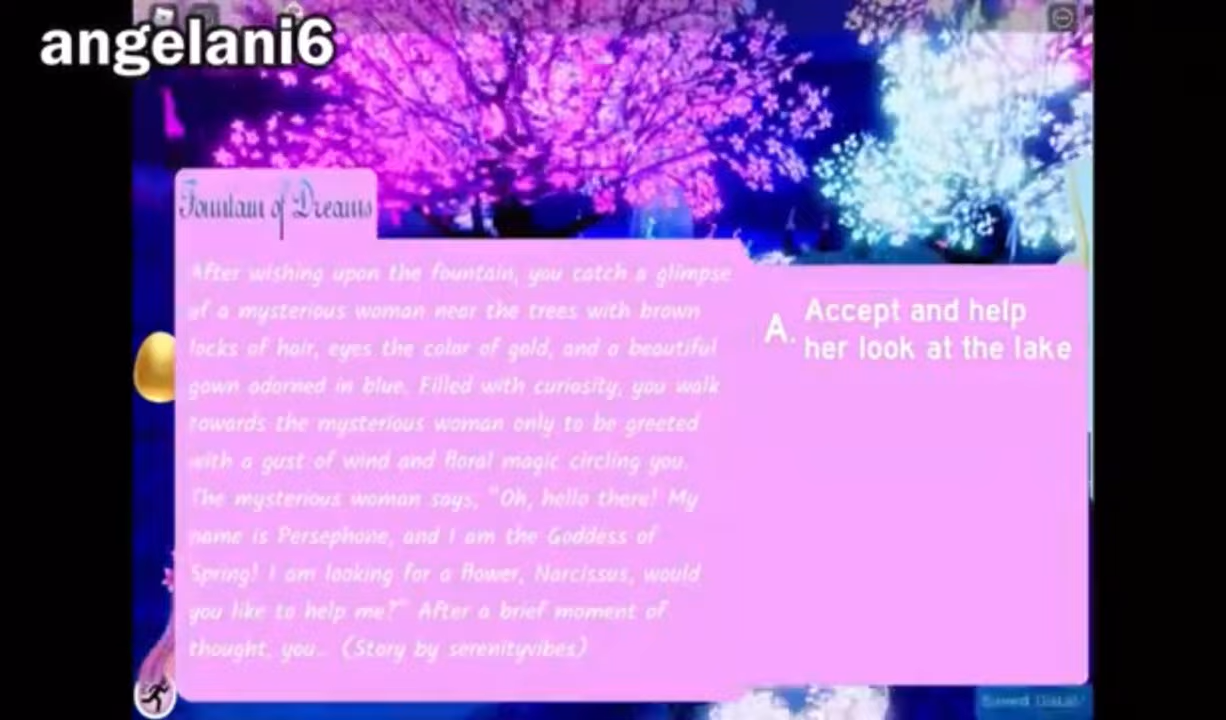 angelani6
Fountain of Dreams
After wishing upon the fountain, you catch a glimpse
of a mysterious woman near the trees with brown
locks of hair, eyes the color of gold, and a beautiful
gown adorned in blue. Filled with curiosity, you walk
towards the mysterious woman only to be greeted
with a gust of wind and floral magic circling you.
The mysterious woman says, "Oh, hello there! My
name is Persephone, and I am the Goddess of
Spring! I am looking for a flower, Narcissus, would
you like to help me?" After a brief moment of
thought, you... (Story by serenityvibes)
A. Accept and help
her look at the lake